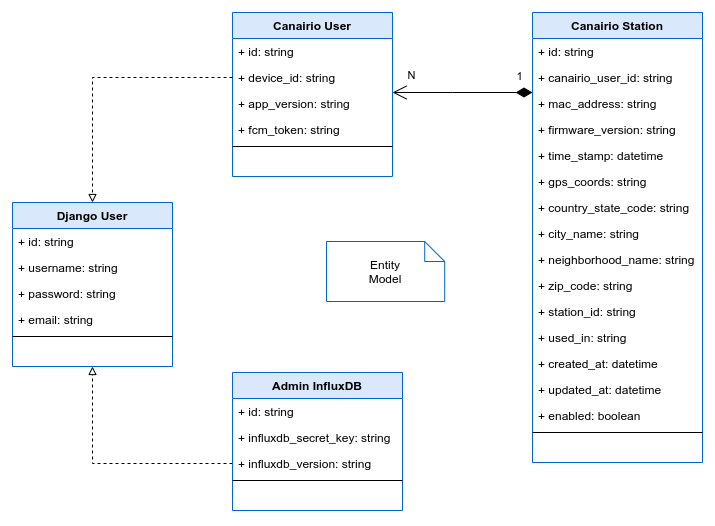 Canairio User
+ id: string
+ device_id: string
+ app_version: string
+ fcm_token: string
N
1
Canairio Station
+ id: string
+ canairio_user_id: string
+ mac_address: string
+ firmware_version: string
+ time_stamp: datetime
+ gps_coords: string
+ country_state_code: string
+ city_name: string
+ neighborhood_name: string
+ zip_code: string
+ station_id: string
+ used_in: string
+ created_at: datetime
+ updated_at: datetime
+ enabled: boolean
Django User
+ id: string
+ username: string
+ password: string
+ email: string
Entity
Model
Admin InfluxDB
+ id: string
+ influxdb_secret_key: string
+ influxdb_version: string